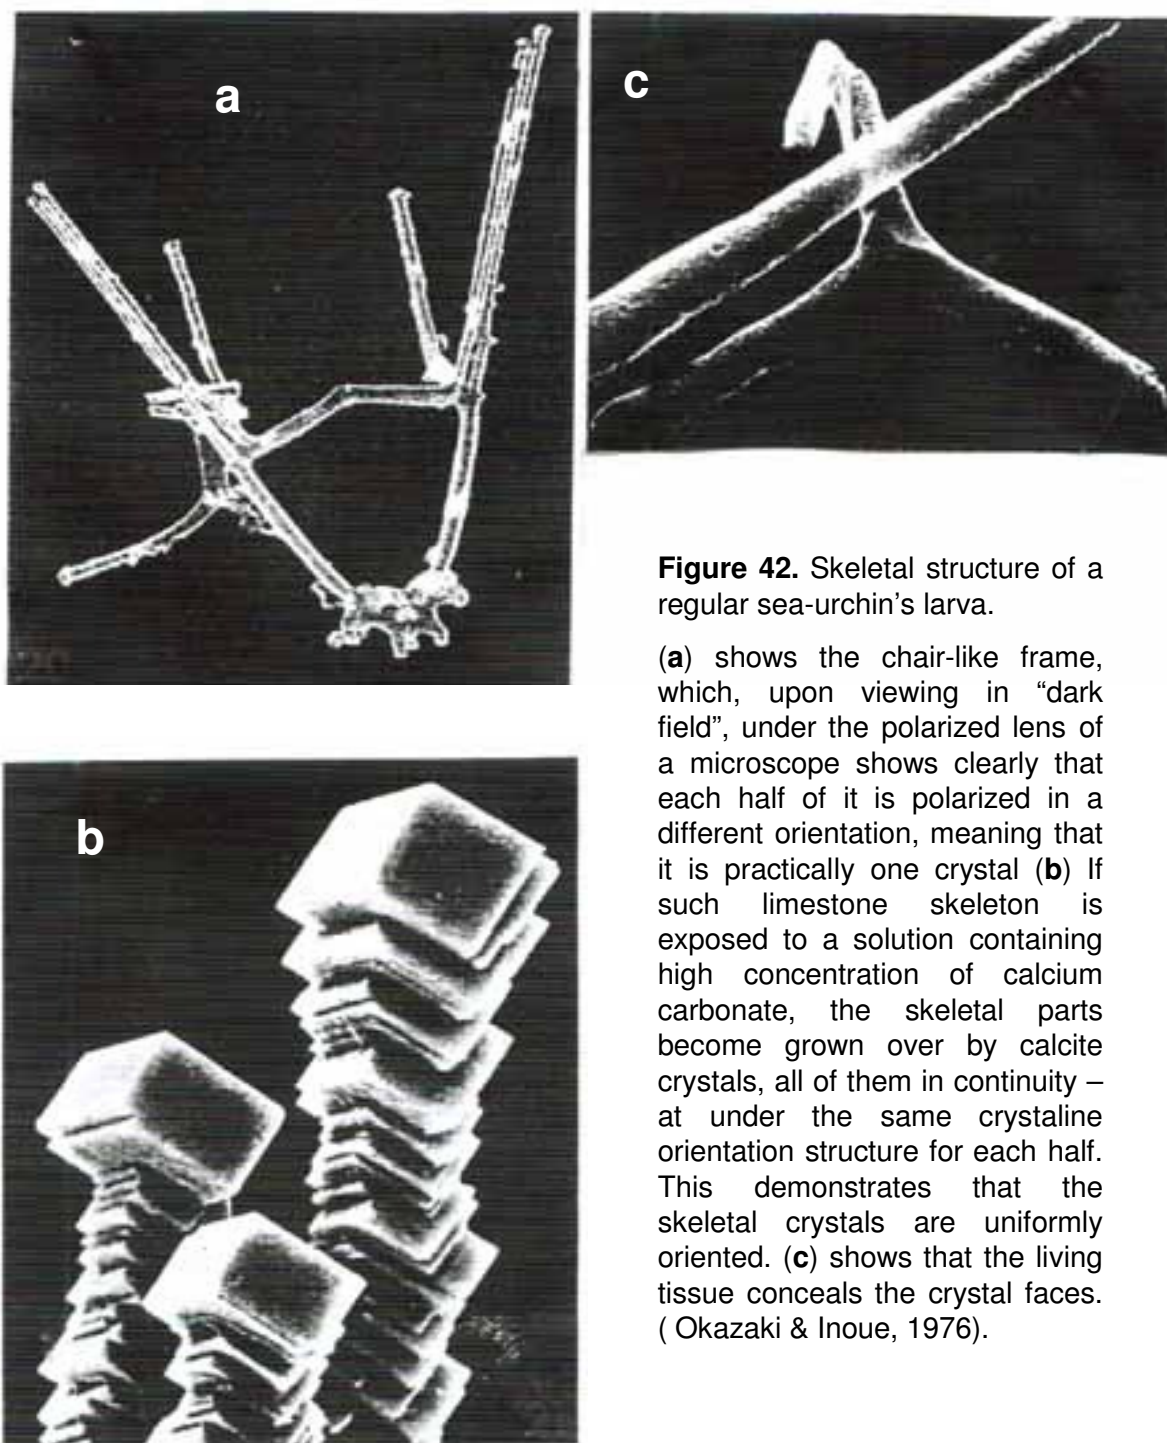 a
c
b
Figure 42. Skeletal structure of a
regular sea-urchin's larva.
(a) shows the chair-like frame,
which, upon viewing in “dark
field”, under the polarized lens of
a microscope shows clearly that
each half of it is polarized in a
different orientation, meaning that
it is practically one crystal (b) If
such limestone skeleton is
exposed to a solution containing
high concentration of calcium
carbonate, the skeletal parts
become grown over by calcite
crystals, all of them in continuity –
at under the same crystaline
orientation structure for each half.
This demonstrates that the
skeletal crystals are uniformly
oriented. (c) shows that the living
tissue conceals the crystal faces.
( Okazaki & Inoue, 1976).